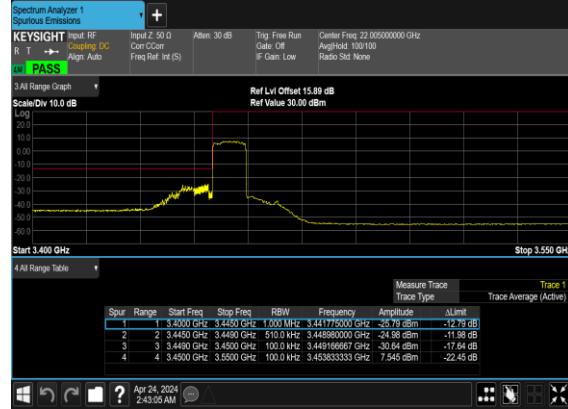 Spectrum Analyzer 1
Spurious Emissions
KEYSIGHT Input: RF Input Z: 50 Ω Atten: 30 dB Trig: Free Run Center Freq: 22.005000000 GHz
R T Coupling: DC Corr CCorr Gate: Off Avg|Hold: 100/100
Align: Auto Freq Ref: Int (S) IF Gain: Low Radio Std: None
PASS
3 All Range Graph
Ref Lvl Offset 15.89 dB
Scale/Div 10.0 dB Ref Value 30.00 dBm
Log
20.0
10.0
0.00
-10.0
-20.0
-30.0
-40.0
-50.0
-60.0
Start 3.400 GHz Stop 3.550 GHz
4 All Range Table
Measure Trace Trace 1
Trace Type Trace Average (Active)
Spur Range Start Freq Stop Freq RBW Frequency Amplitude ΔLimit
1 1 3.4000 GHz 3.4450 GHz 1.000 MHz 3.441775000 GHz -25.79 dBm -12.79 dB
2 2 3.4450 GHz 3.4490 GHz 510.0 kHz 3.448980000 GHz -24.98 dBm -11.98 dB
3 3 3.4490 GHz 3.4500 GHz 100.0 kHz 3.449166667 GHz -30.64 dBm -17.64 dB
4 4 3.4500 GHz 3.5500 GHz 100.0 kHz 3.453833333 GHz 7.545 dBm -22.45 dB
? Apr 24, 2024
2:43:05 AM